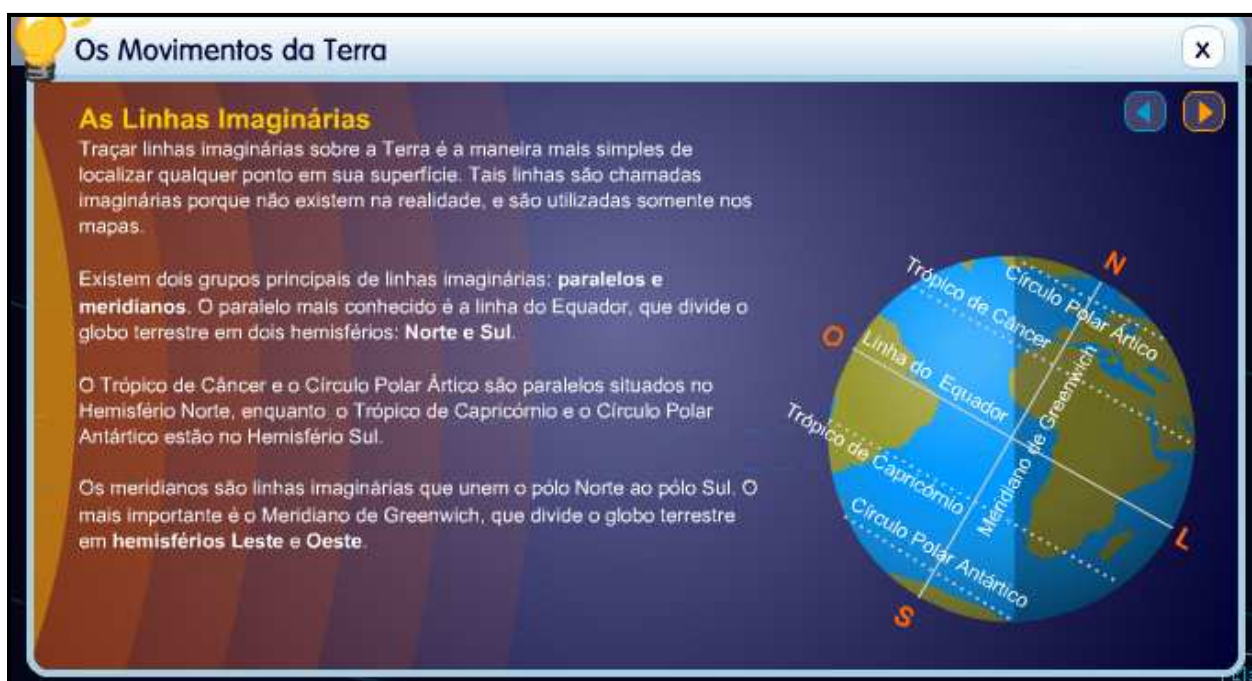 Os Movimentos da Terra
X
As Linhas Imaginárias
Traçar linhas imaginárias sobre a Terra é a maneira mais simples de
localizar qualquer ponto em sua superfície. Tais linhas são chamadas
imaginárias porque não existem na realidade, e são utilizadas somente nos
mapas.
Existem dois grupos principais de linhas imaginárias: paralelos e
meridianos. O paralelo mais conhecido é a linha do Equador, que divide o
globo terrestre em dois hemisférios: Norte e Sul.
O Trópico de Câncer e o Círculo Polar Ártico são paralelos situados no
Hemisfério Norte, enquanto o Trópico de Capricórnio e o Círculo Polar
Antártico estão no Hemisfério Sul.
Os meridianos são linhas imaginárias que unem o pólo Norte ao pólo Sul. O
mais importante é o Meridiano de Greenwich, que divide o globo terrestre
em hemisférios Leste e Oeste.
N
Círculo Polar Ártico
Trópico de Câncer
O
Linha do Equador
Meridiano de Greenwich
Trópico de Capricórnio
Círculo Polar Antártico
L
S